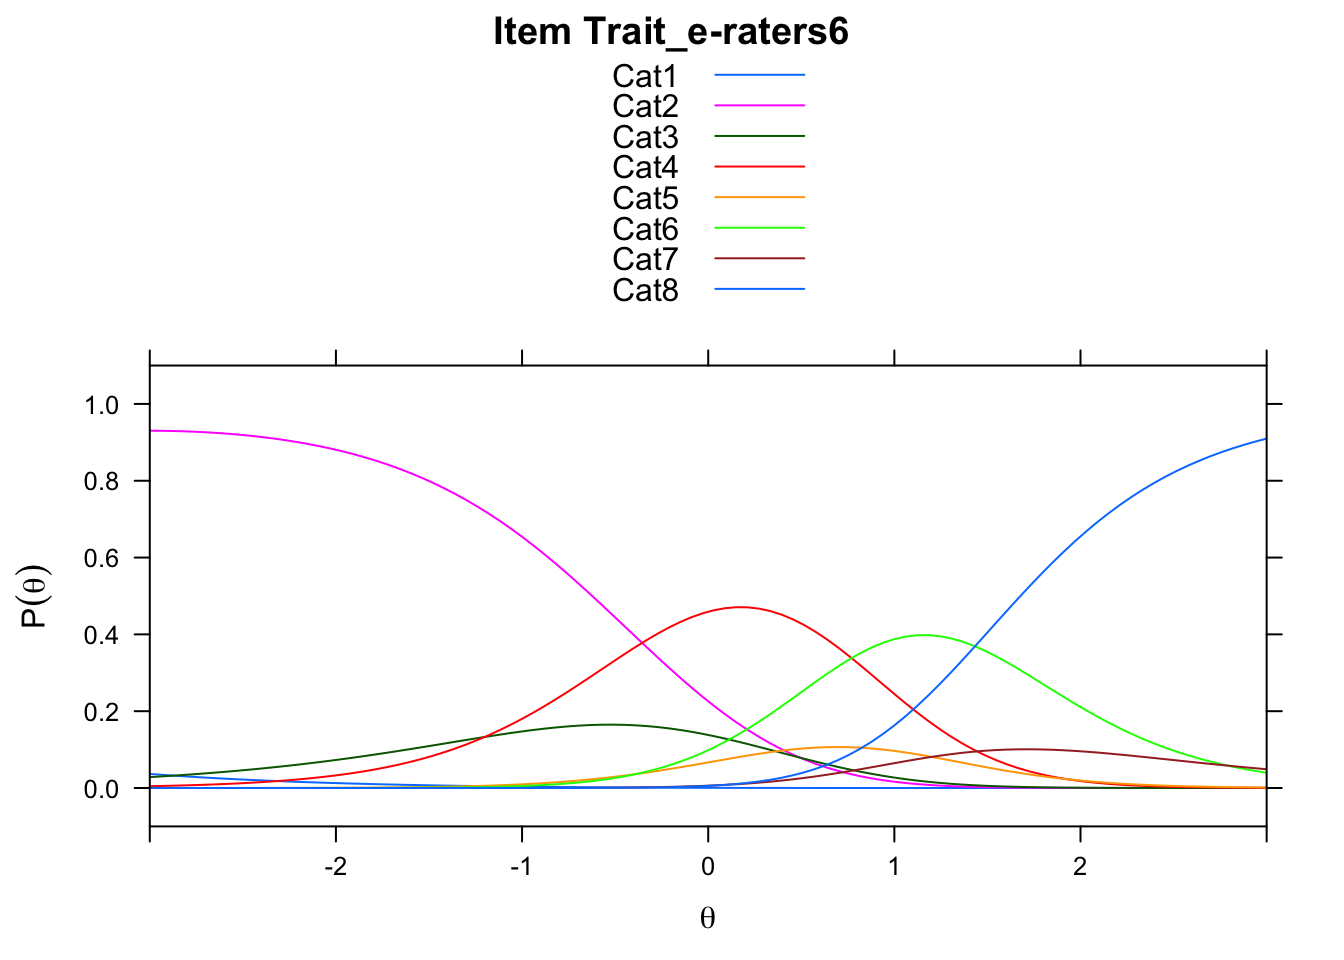 Item Trait_e-raters6
Cat1
Cat2
Cat3
Cat4
Cat5
Cat6
Cat7
Cat8
1.0
0.8
0.6
0.4
0.2
0.0
P(θ)
-2 -1 0 1 2
θ